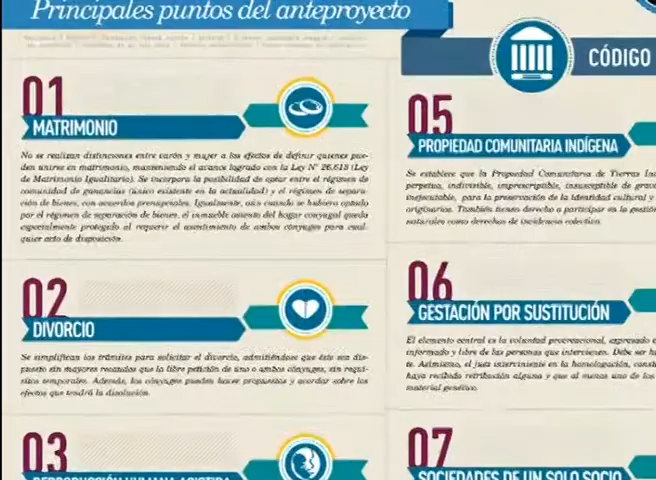 Principales puntos del anteproyecto
01
MATRIMONIO
No se realizan distinciones entre varón y mujer a los efectos de definir quienes pue-
den unirse en matrimonio, manteniendo el avance logrado con la Ley N° 26.618 (Ley
de Matrimonio Igualitario). Se incorpora la posibilidad de optar entre el régimen de
comunidad de ganancias (único existente en la actualidad) y el régimen de separa-
ción de bienes, con acuerdos prenupciales. Igualmente, aún cuando se hubiera optado
por el régimen de separación de bienes, el inmueble asiento del hogar conyugal queda
especialmente protegido al requerir el asentimiento de ambos cónyuges para cual-
quier acto de disposición.
02
DIVORCIO
Se simplifican los trámites para solicitar el divorcio, admitiéndose que éste sea dis-
puesto sin mayores recaudos que la libre petición de uno o ambos cónyuges, sin requi-
sitos temporales. Además, los cónyuges pueden hacer propuestas y acordar sobre los
efectos que tendrá la disolución.
03
REPRODUCCIÓN HUMANA ASISTIDA
CÓDIGO
05
PROPIEDAD COMUNITARIA INDÍGENA
Se establece que la Propiedad Comunitaria de Tierras
perpetua, indivisible, imprescriptible, insusceptible de
inejecutable, para la preservación de la identidad cultural y
originarios. También tienen derecho a participar en la gestión
naturales como derechos de incidencia colectiva.
06
GESTACIÓN POR SUSTITUCIÓN
El elemento central es la voluntad procreacional, expresado
informado y libre de las personas que intervienen. Debe ser
te. Asimismo, el juez interviniente en la homologación,
haya recibido retribución alguna y que al menos uno de los
material genético.
07
SOCIEDADES DE UN SOLO SOCIO